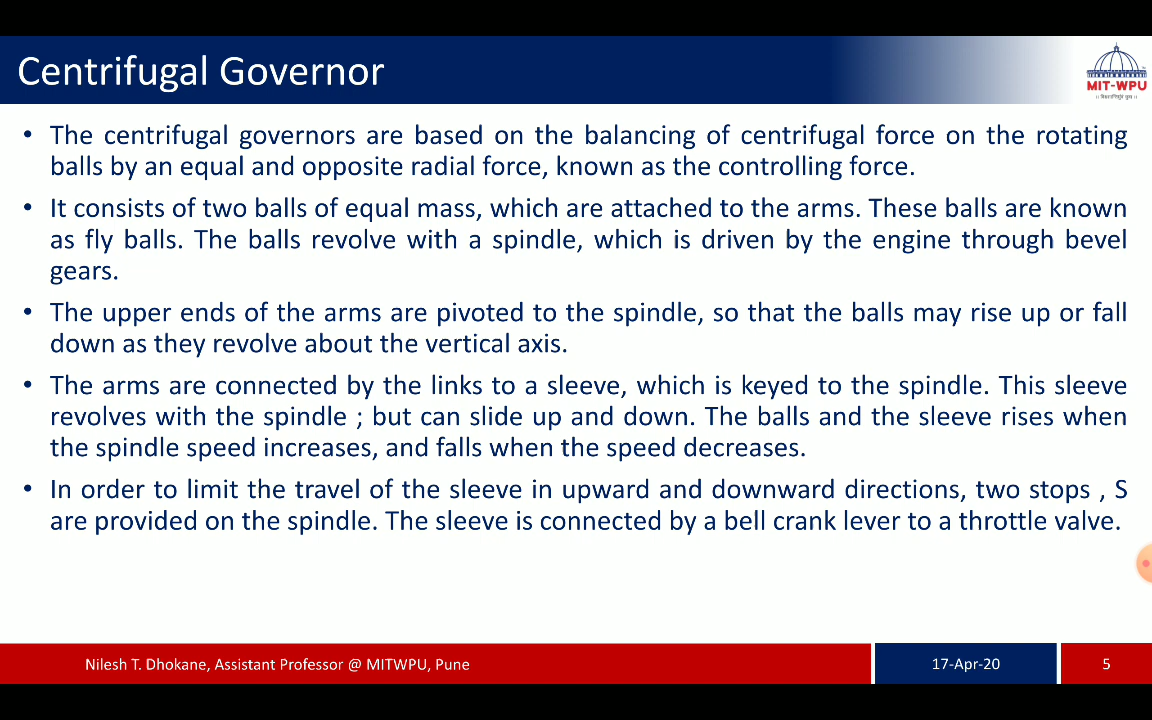 Centrifugal Governor
MIT-WPU
• The centrifugal governors are based on the balancing of centrifugal force on the rotating
balls by an equal and opposite radial force, known as the controlling force.
• It consists of two balls of equal mass, which are attached to the arms. These balls are known
as fly balls. The balls revolve with a spindle, which is driven by the engine through bevel
gears.
• The upper ends of the arms are pivoted to the spindle, so that the balls may rise up or fall
down as they revolve about the vertical axis.
• The arms are connected by the links to a sleeve, which is keyed to the spindle. This sleeve
revolves with the spindle ; but can slide up and down. The balls and the sleeve rises when
the spindle speed increases, and falls when the speed decreases.
• In order to limit the travel of the sleeve in upward and downward directions, two stops , S
are provided on the spindle. The sleeve is connected by a bell crank lever to a throttle valve.
Nilesh T. Dhokane, Assistant Professor @ MITWPU, Pune
17-Apr-20
5